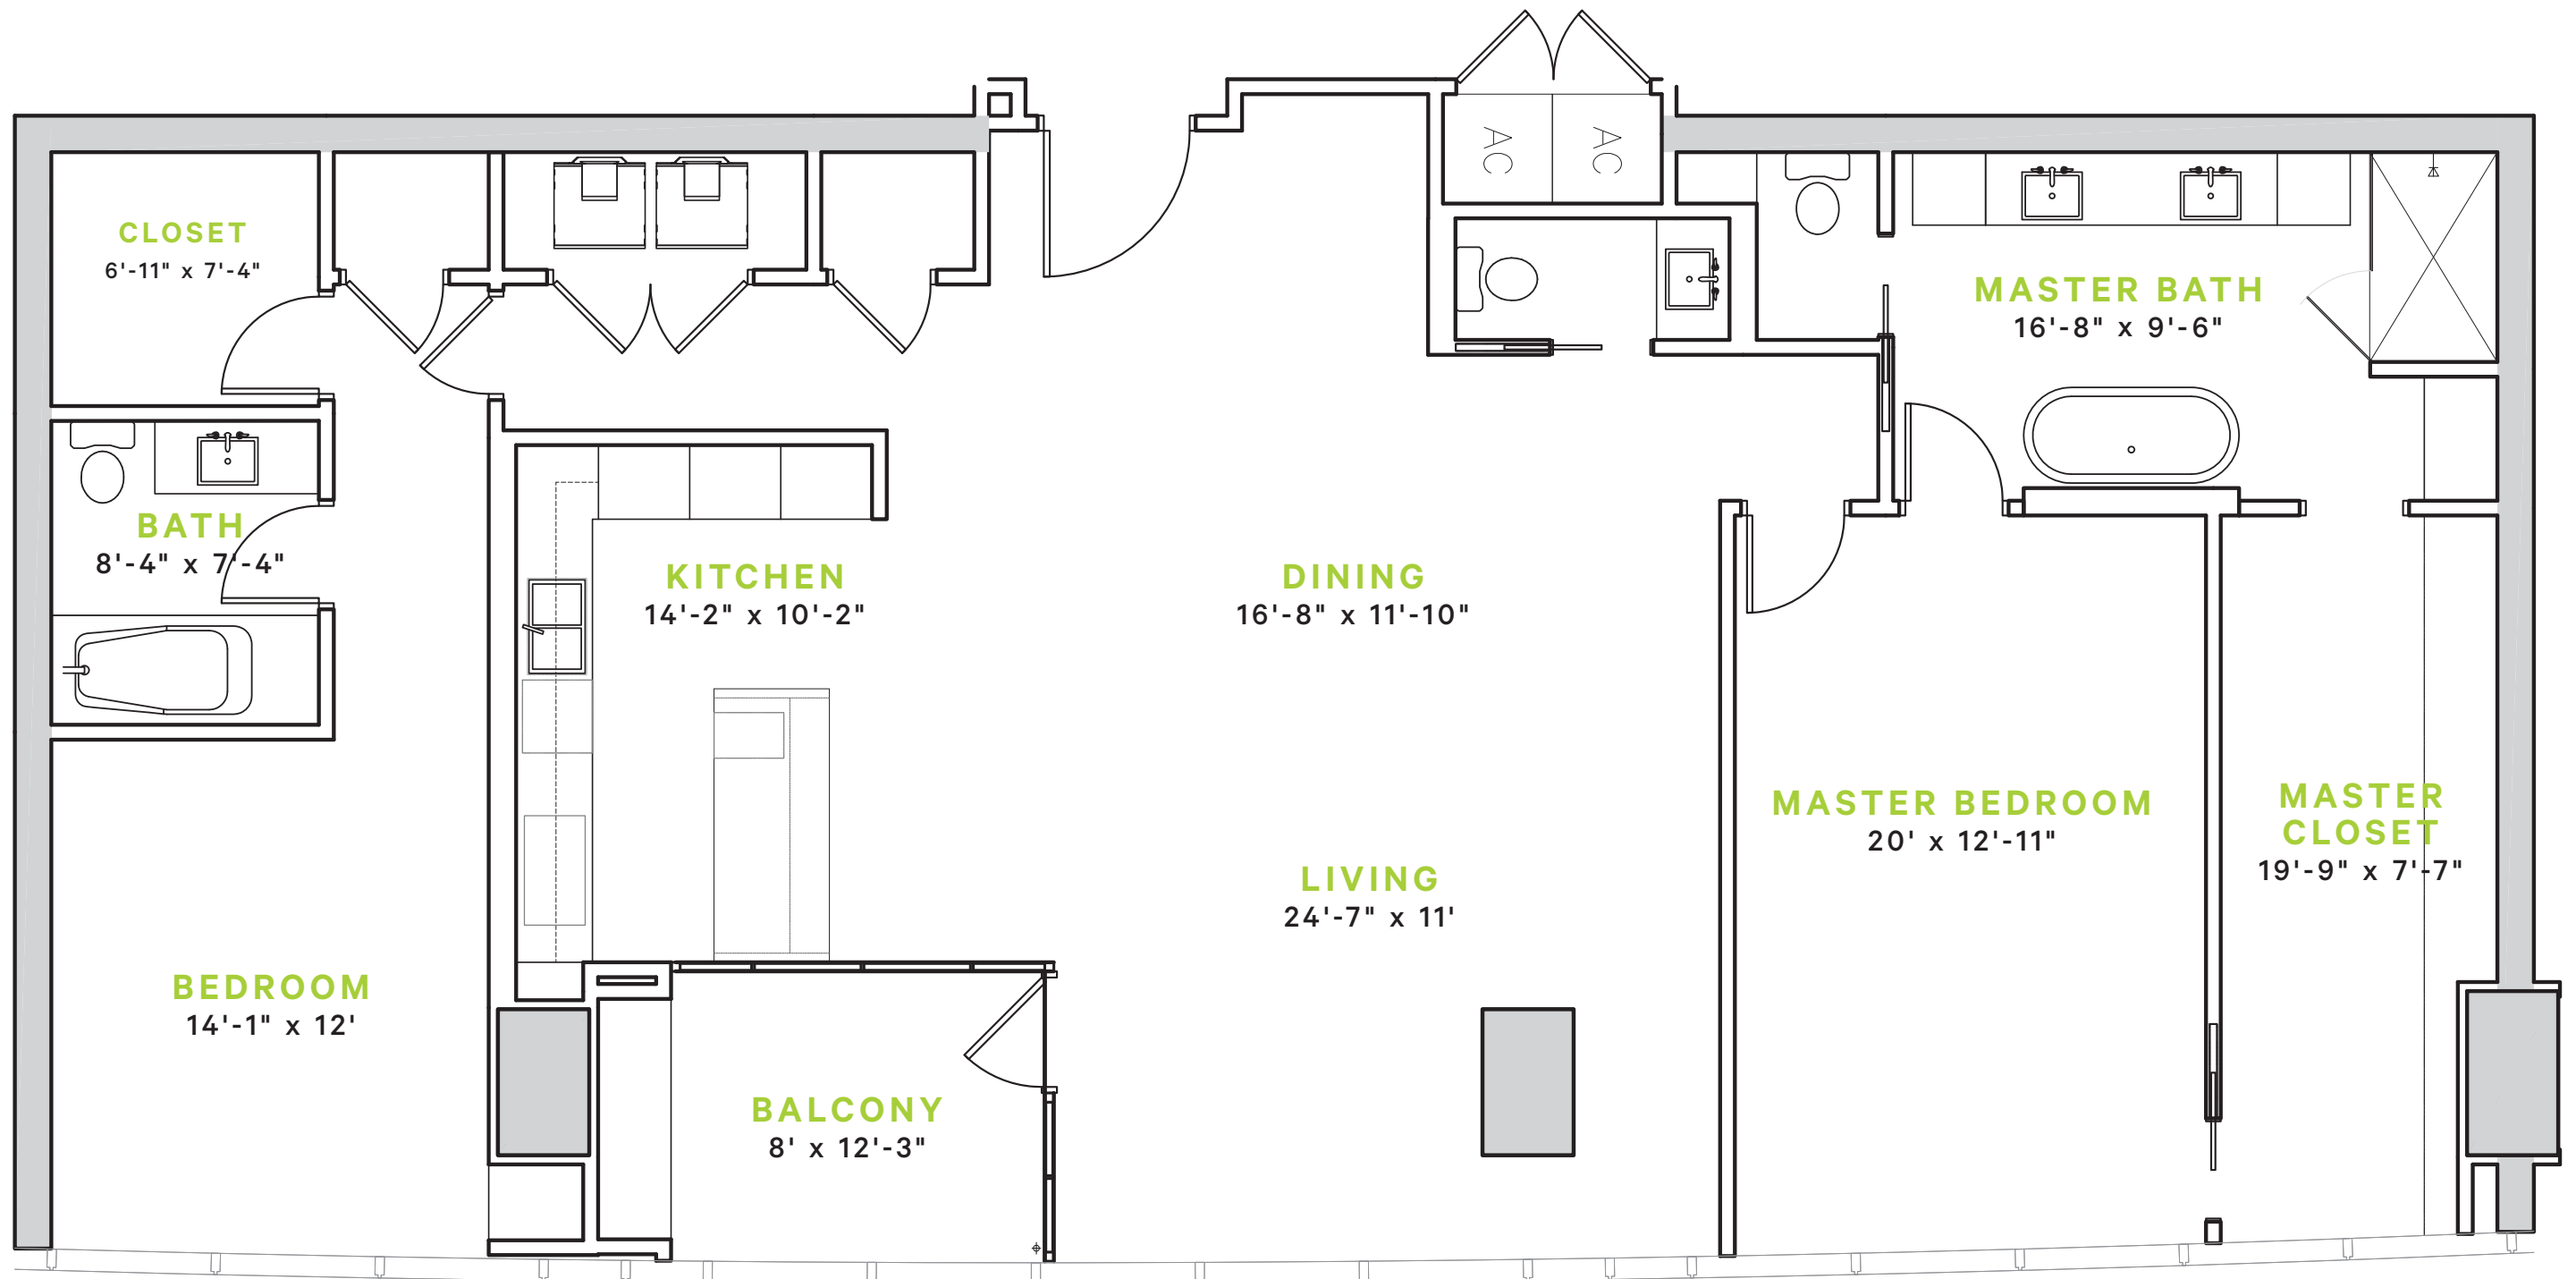 AC
AC
CLOSET
6'-11" x 7'-4"
MASTER BATH
16'-8" x 9'-6"
BATH
8'-4" x 7'-4"
KITCHEN
14'-2" x 10'-2"
DINING
16'-8" x 11'-10"
MASTER BEDROOM
20' x 12'-11"
MASTER
CLOSET
19'-9" x 7'-7"
LIVING
24'-7" x 11'
BEDROOM
14'-1" x 12'
BALCONY
8' x 12'-3"